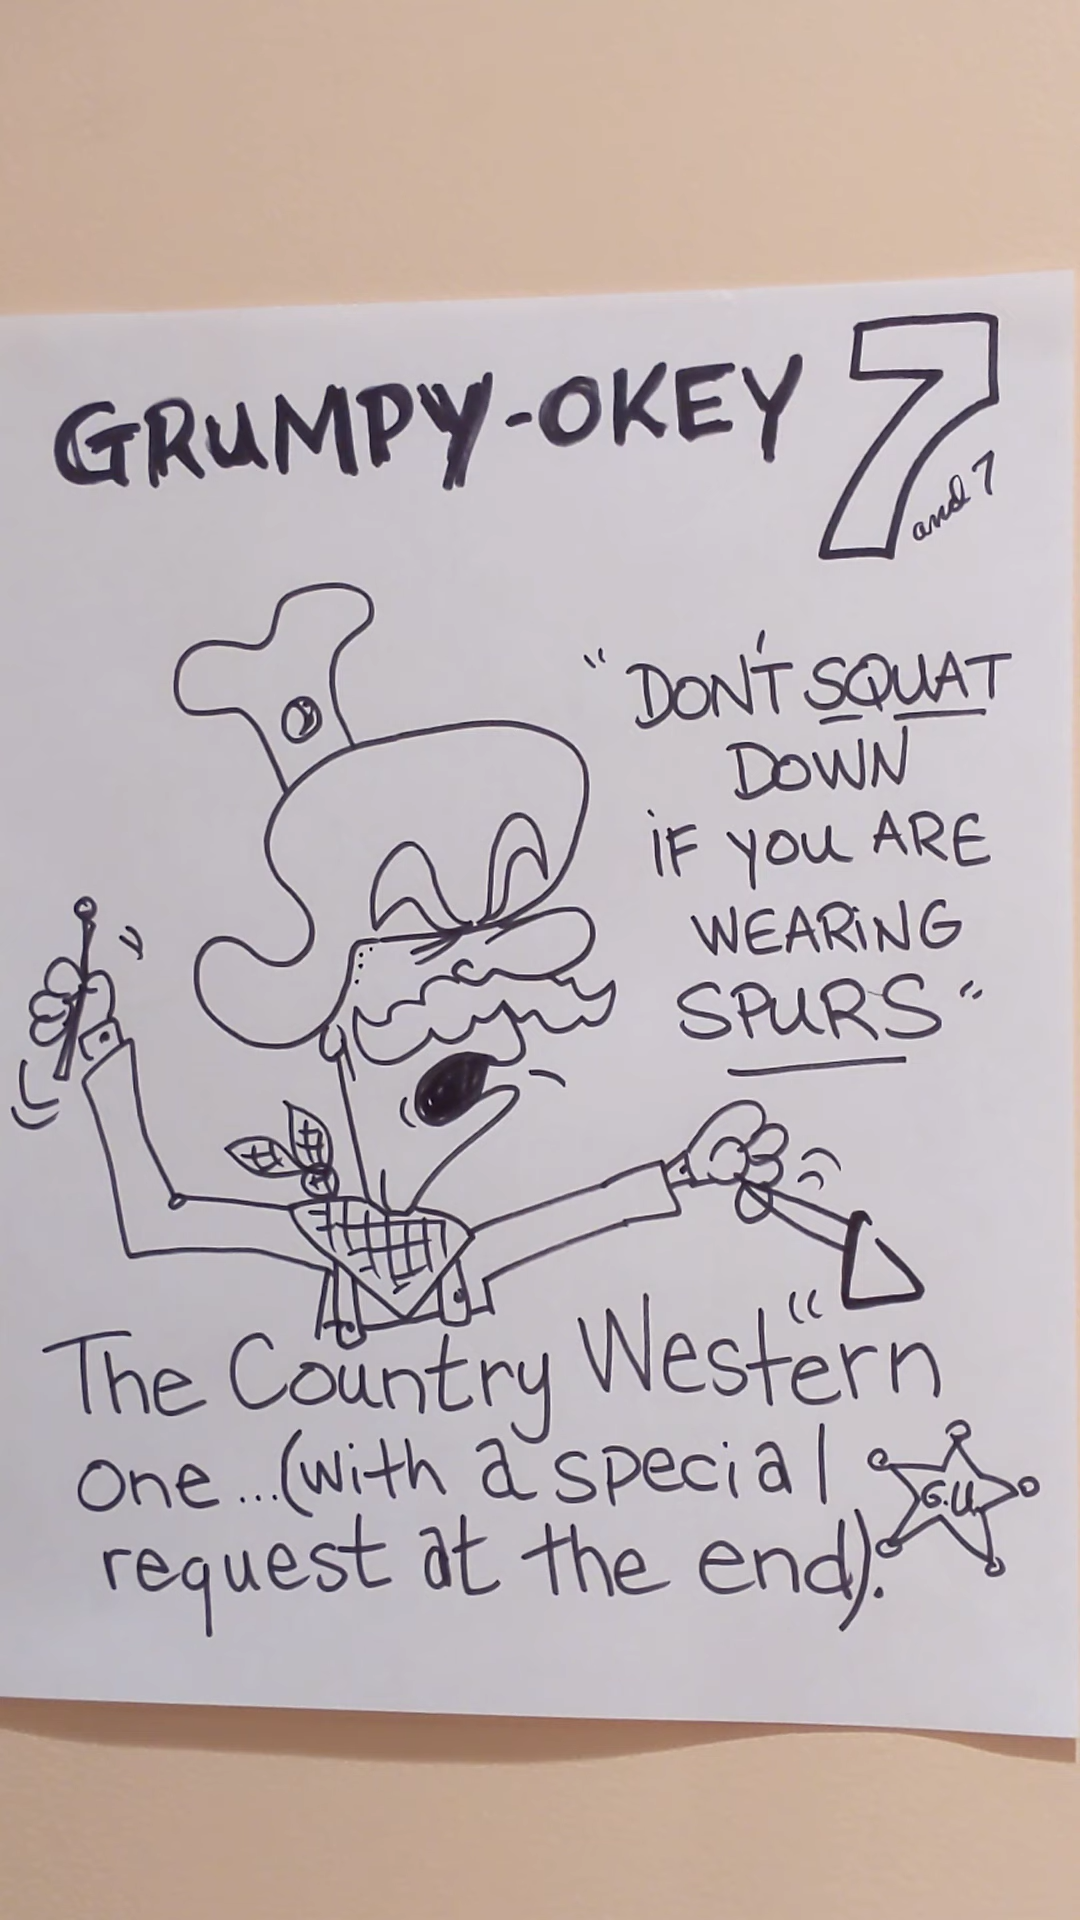 GRUMPY-OKEY 7
and 7
"DON'T SQUAT
DOWN
iF YOU ARE
WEARiNG
SPURS"
The Country Western
one...(with a special
request at the end).
G.U.